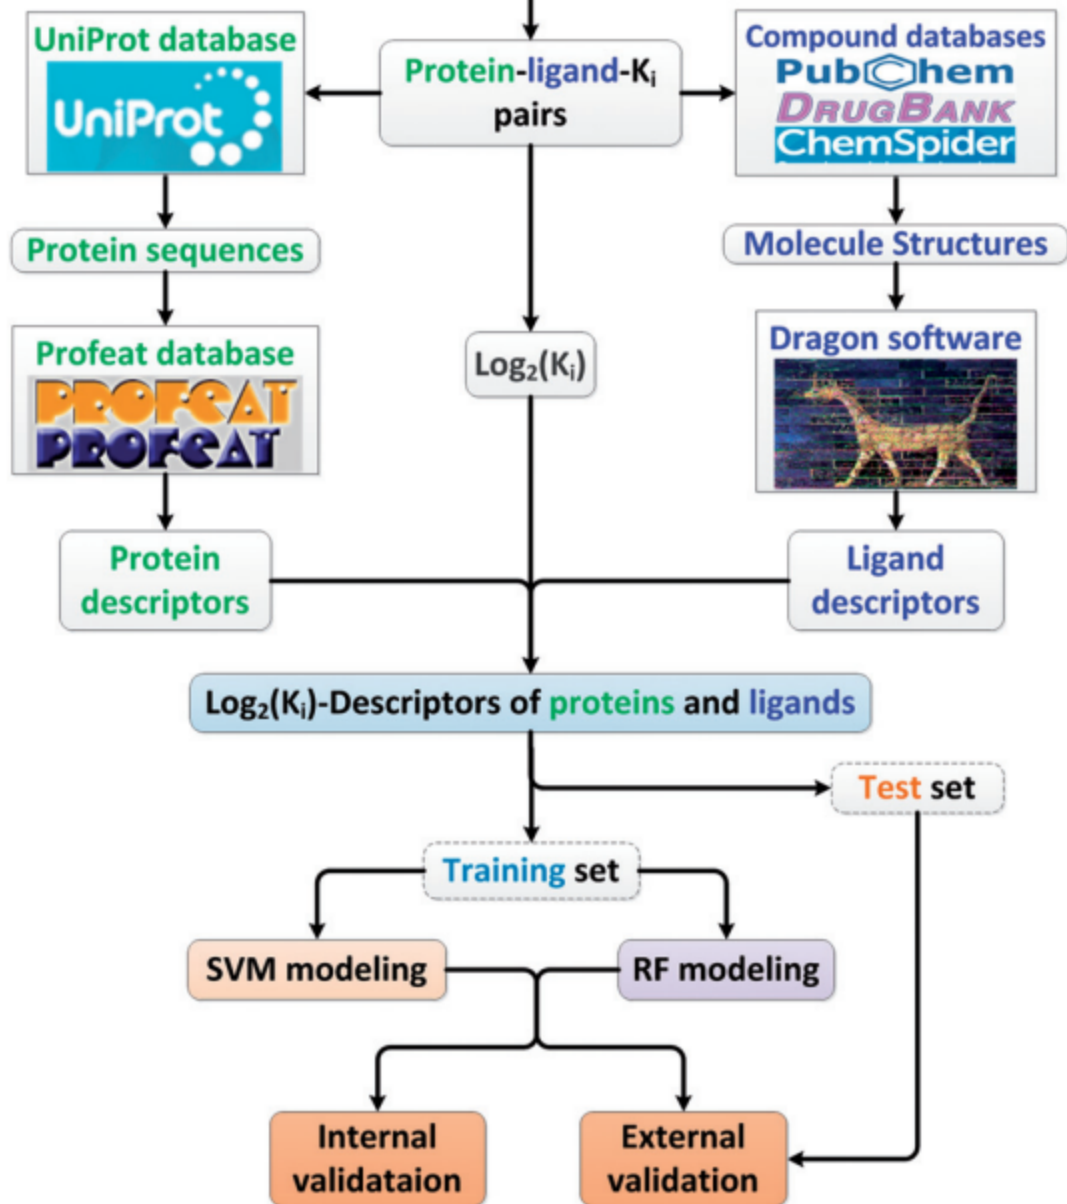 UniProt database
UniProt
Protein-ligand-Ki
pairs
Compound databases
PubChem
DRUGBANK
ChemSpider
Protein sequences
Molecule Structures
Profeat database
PROFEAT
PROFEAT
Log2(Ki)
Dragon software
Protein
descriptors
Ligand
descriptors
Log2(Ki)-Descriptors of proteins and ligands
Test set
Training set
SVM modeling
RF modeling
Internal
validataion
External
validation